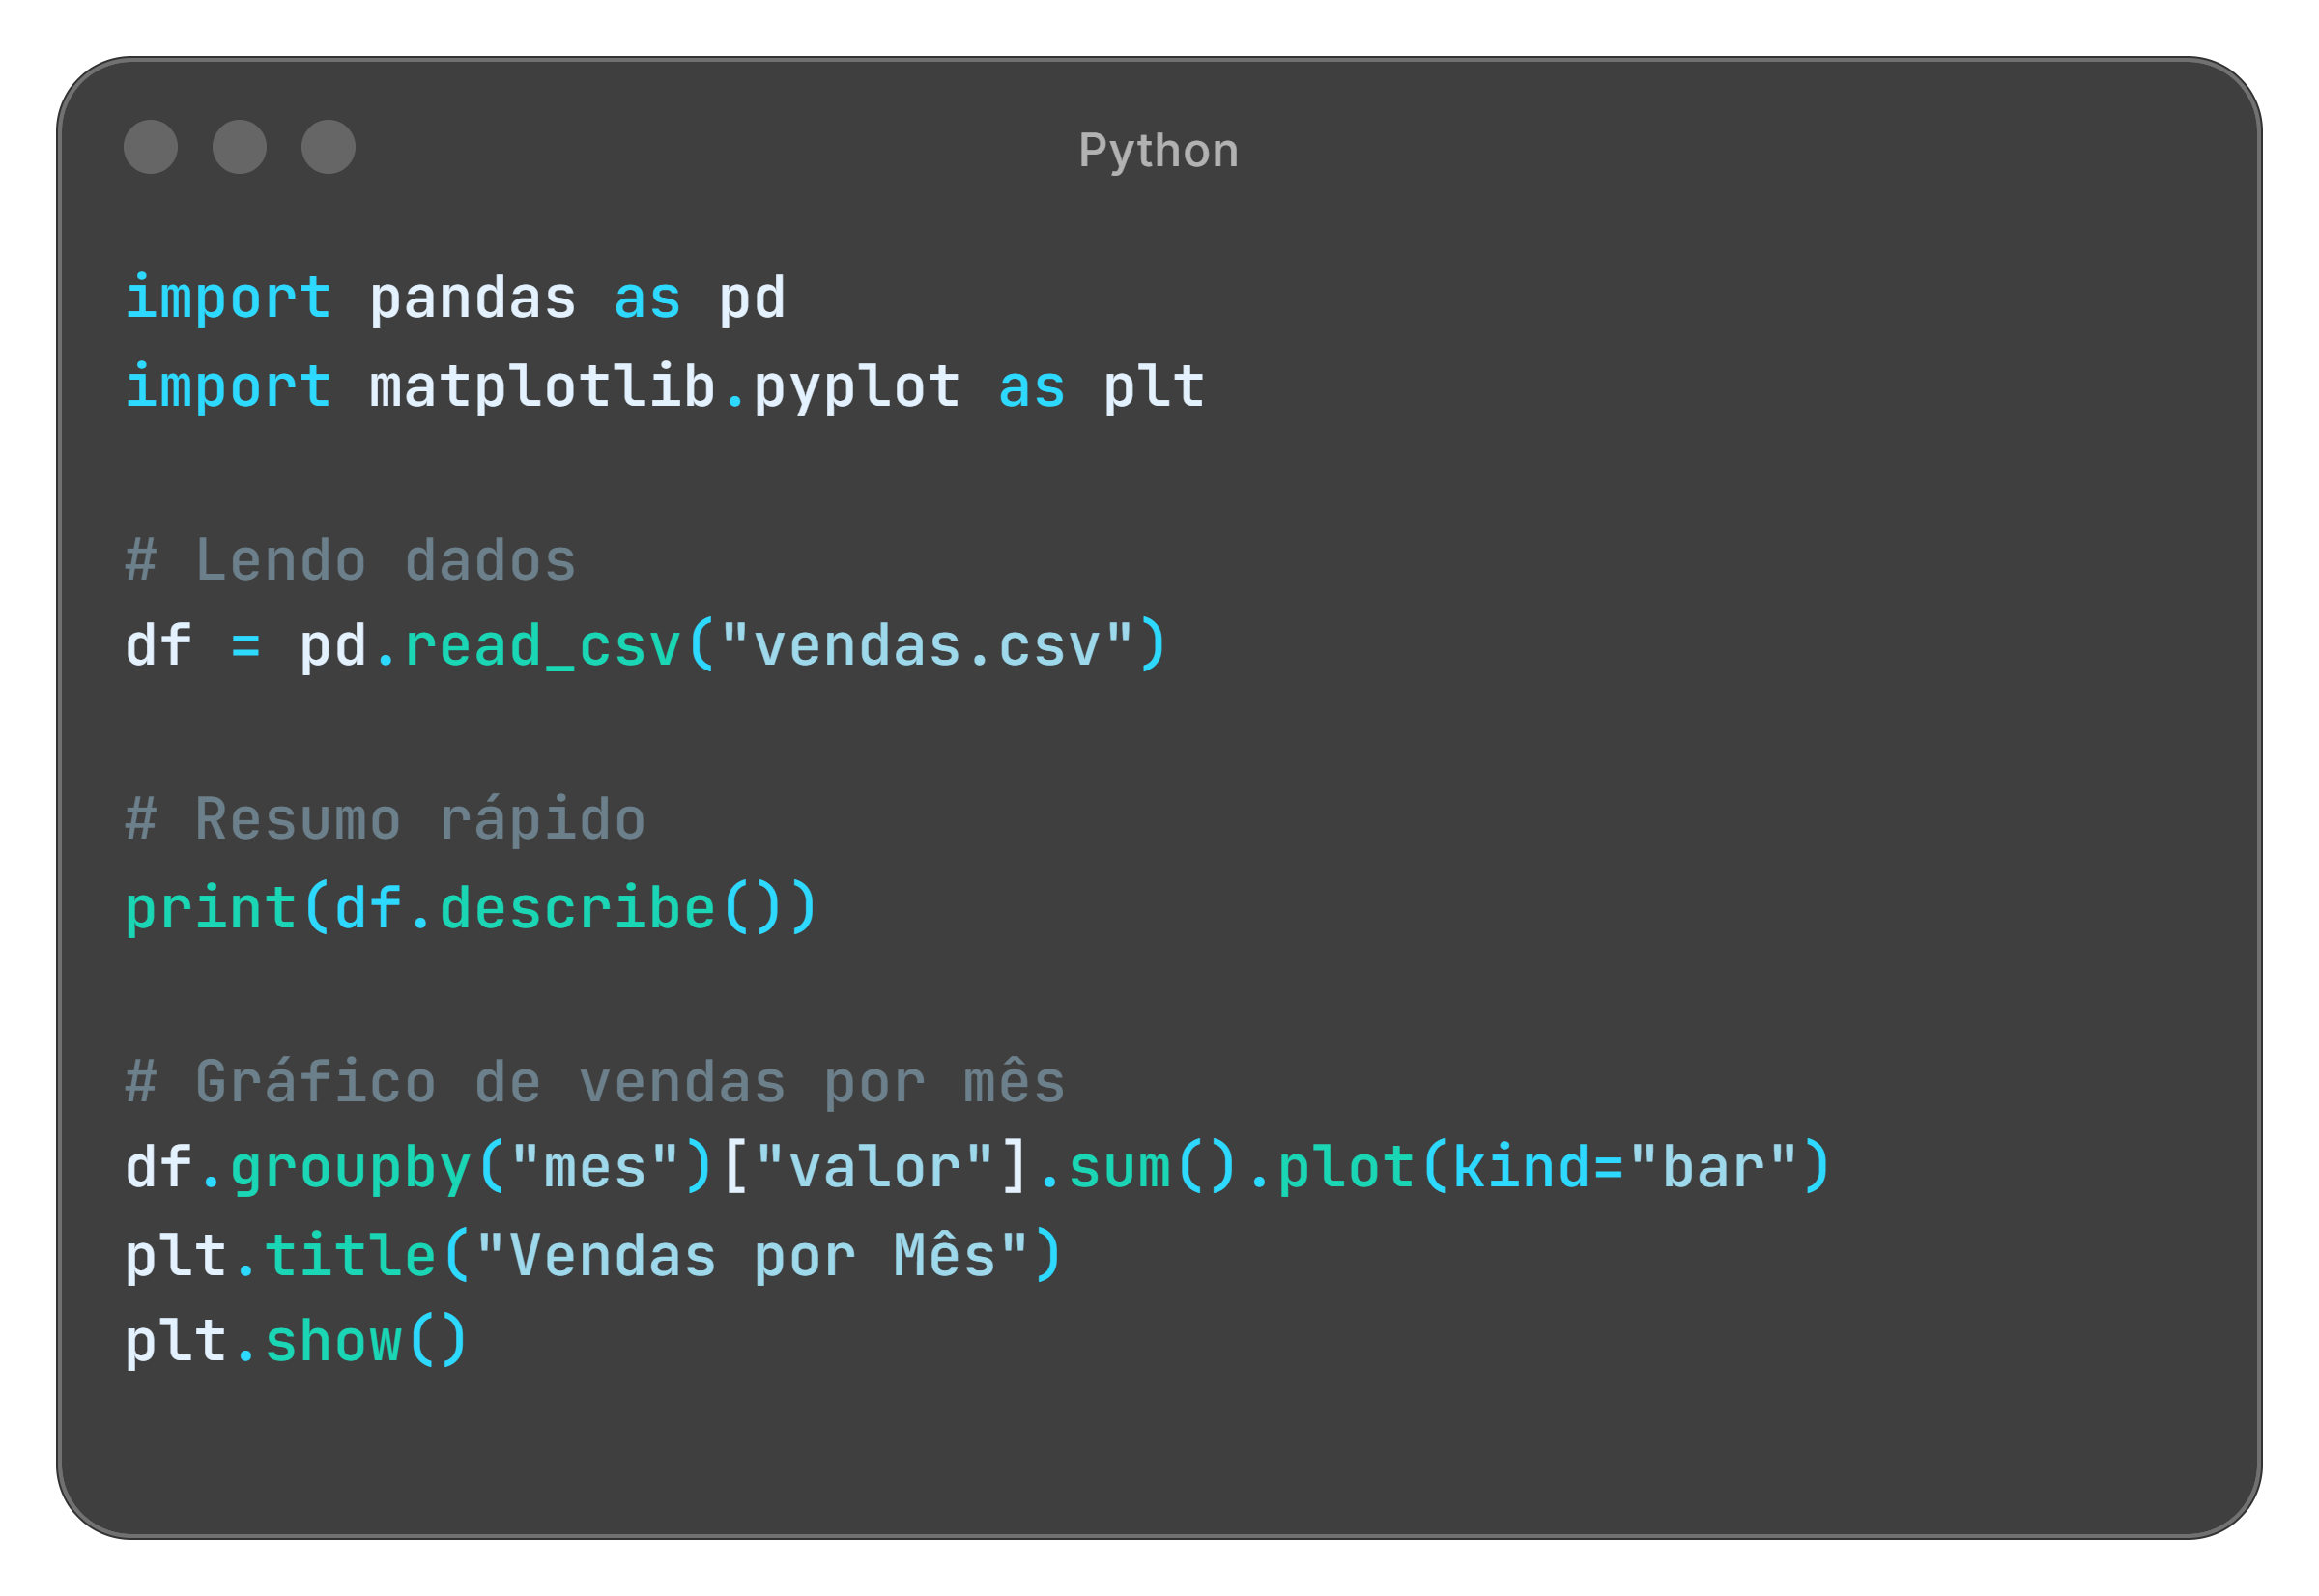 Python
import pandas as pd
import matplotlib.pyplot as plt
# Lendo dados
df = pd.read_csv("vendas.csv")
# Resumo rápido
print(df.describe())
# Gráfico de vendas por mês
df.groupby("mes")["valor"].sum().plot(kind="bar")
plt.title("Vendas por Mês")
plt.show()